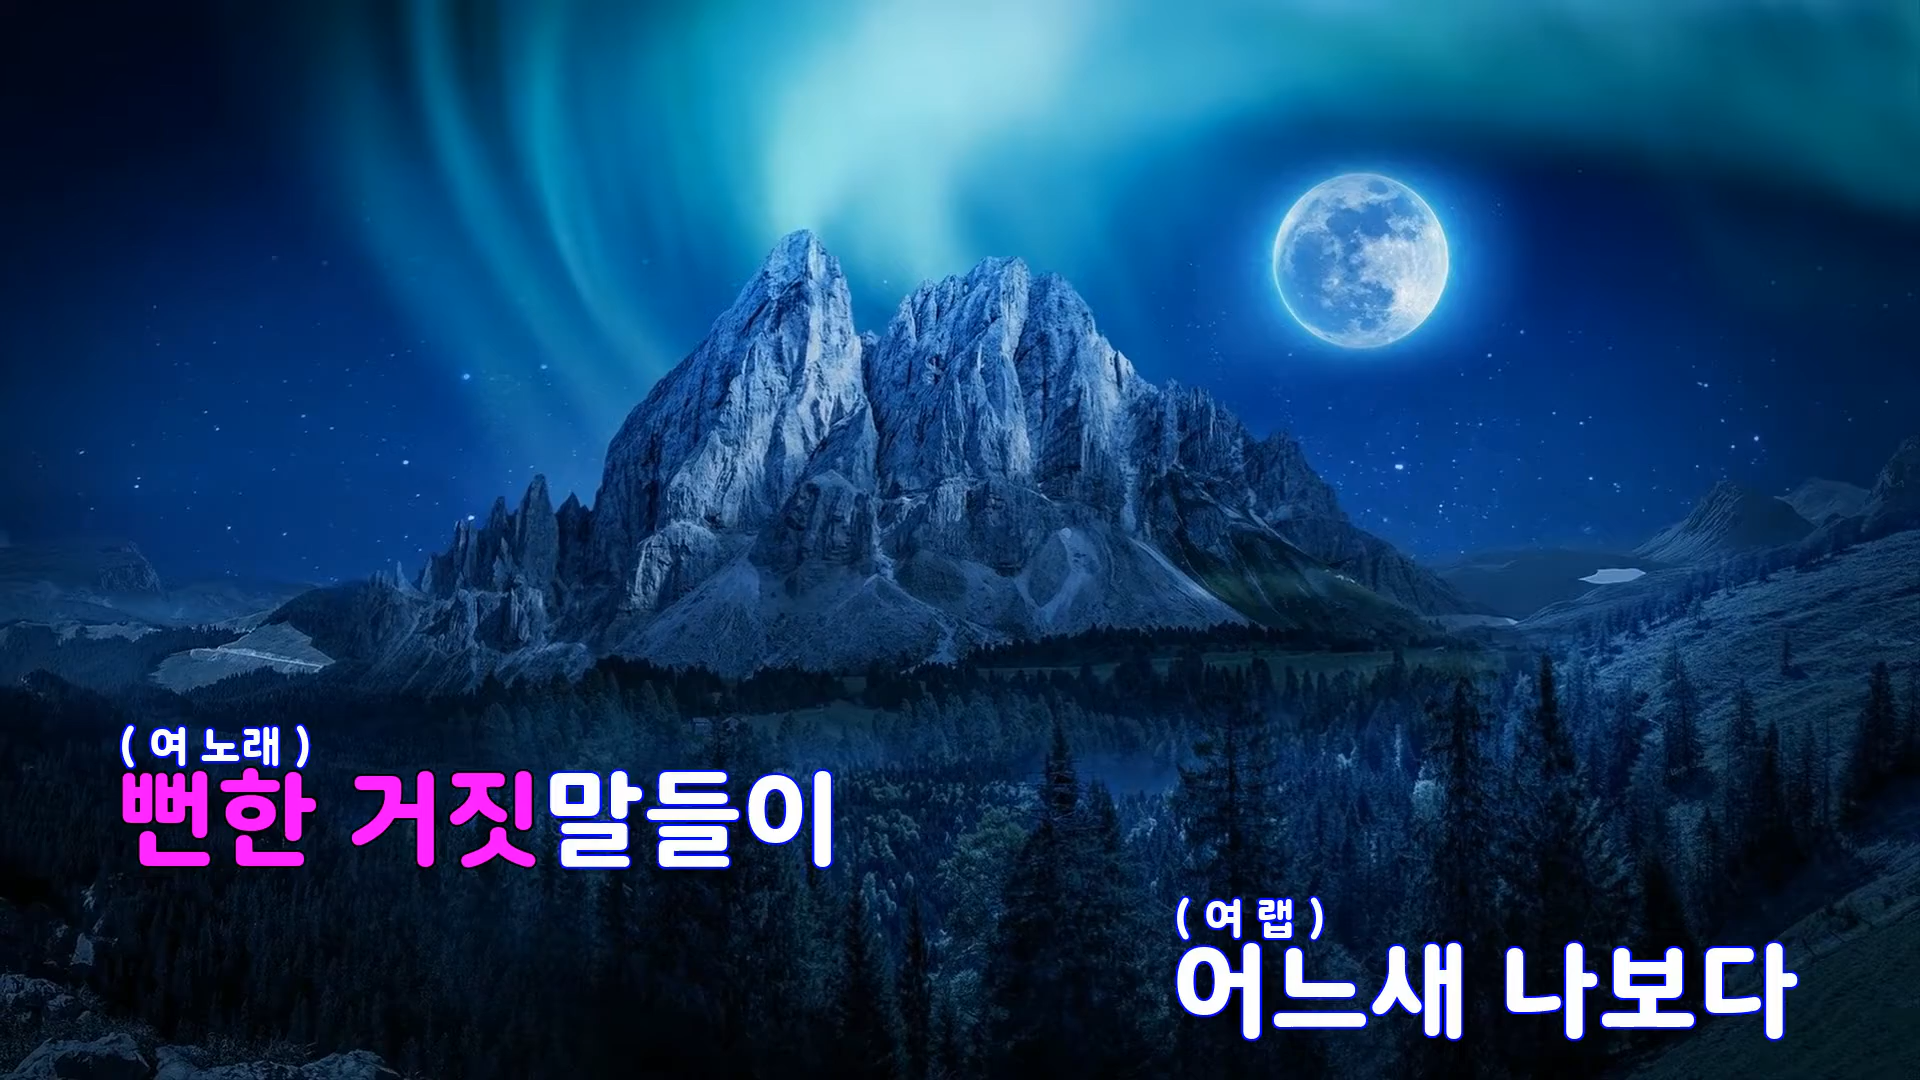 ( 여 노래 )
뻔한 거짓말들이
( 여 랩 )
어느새 나보다